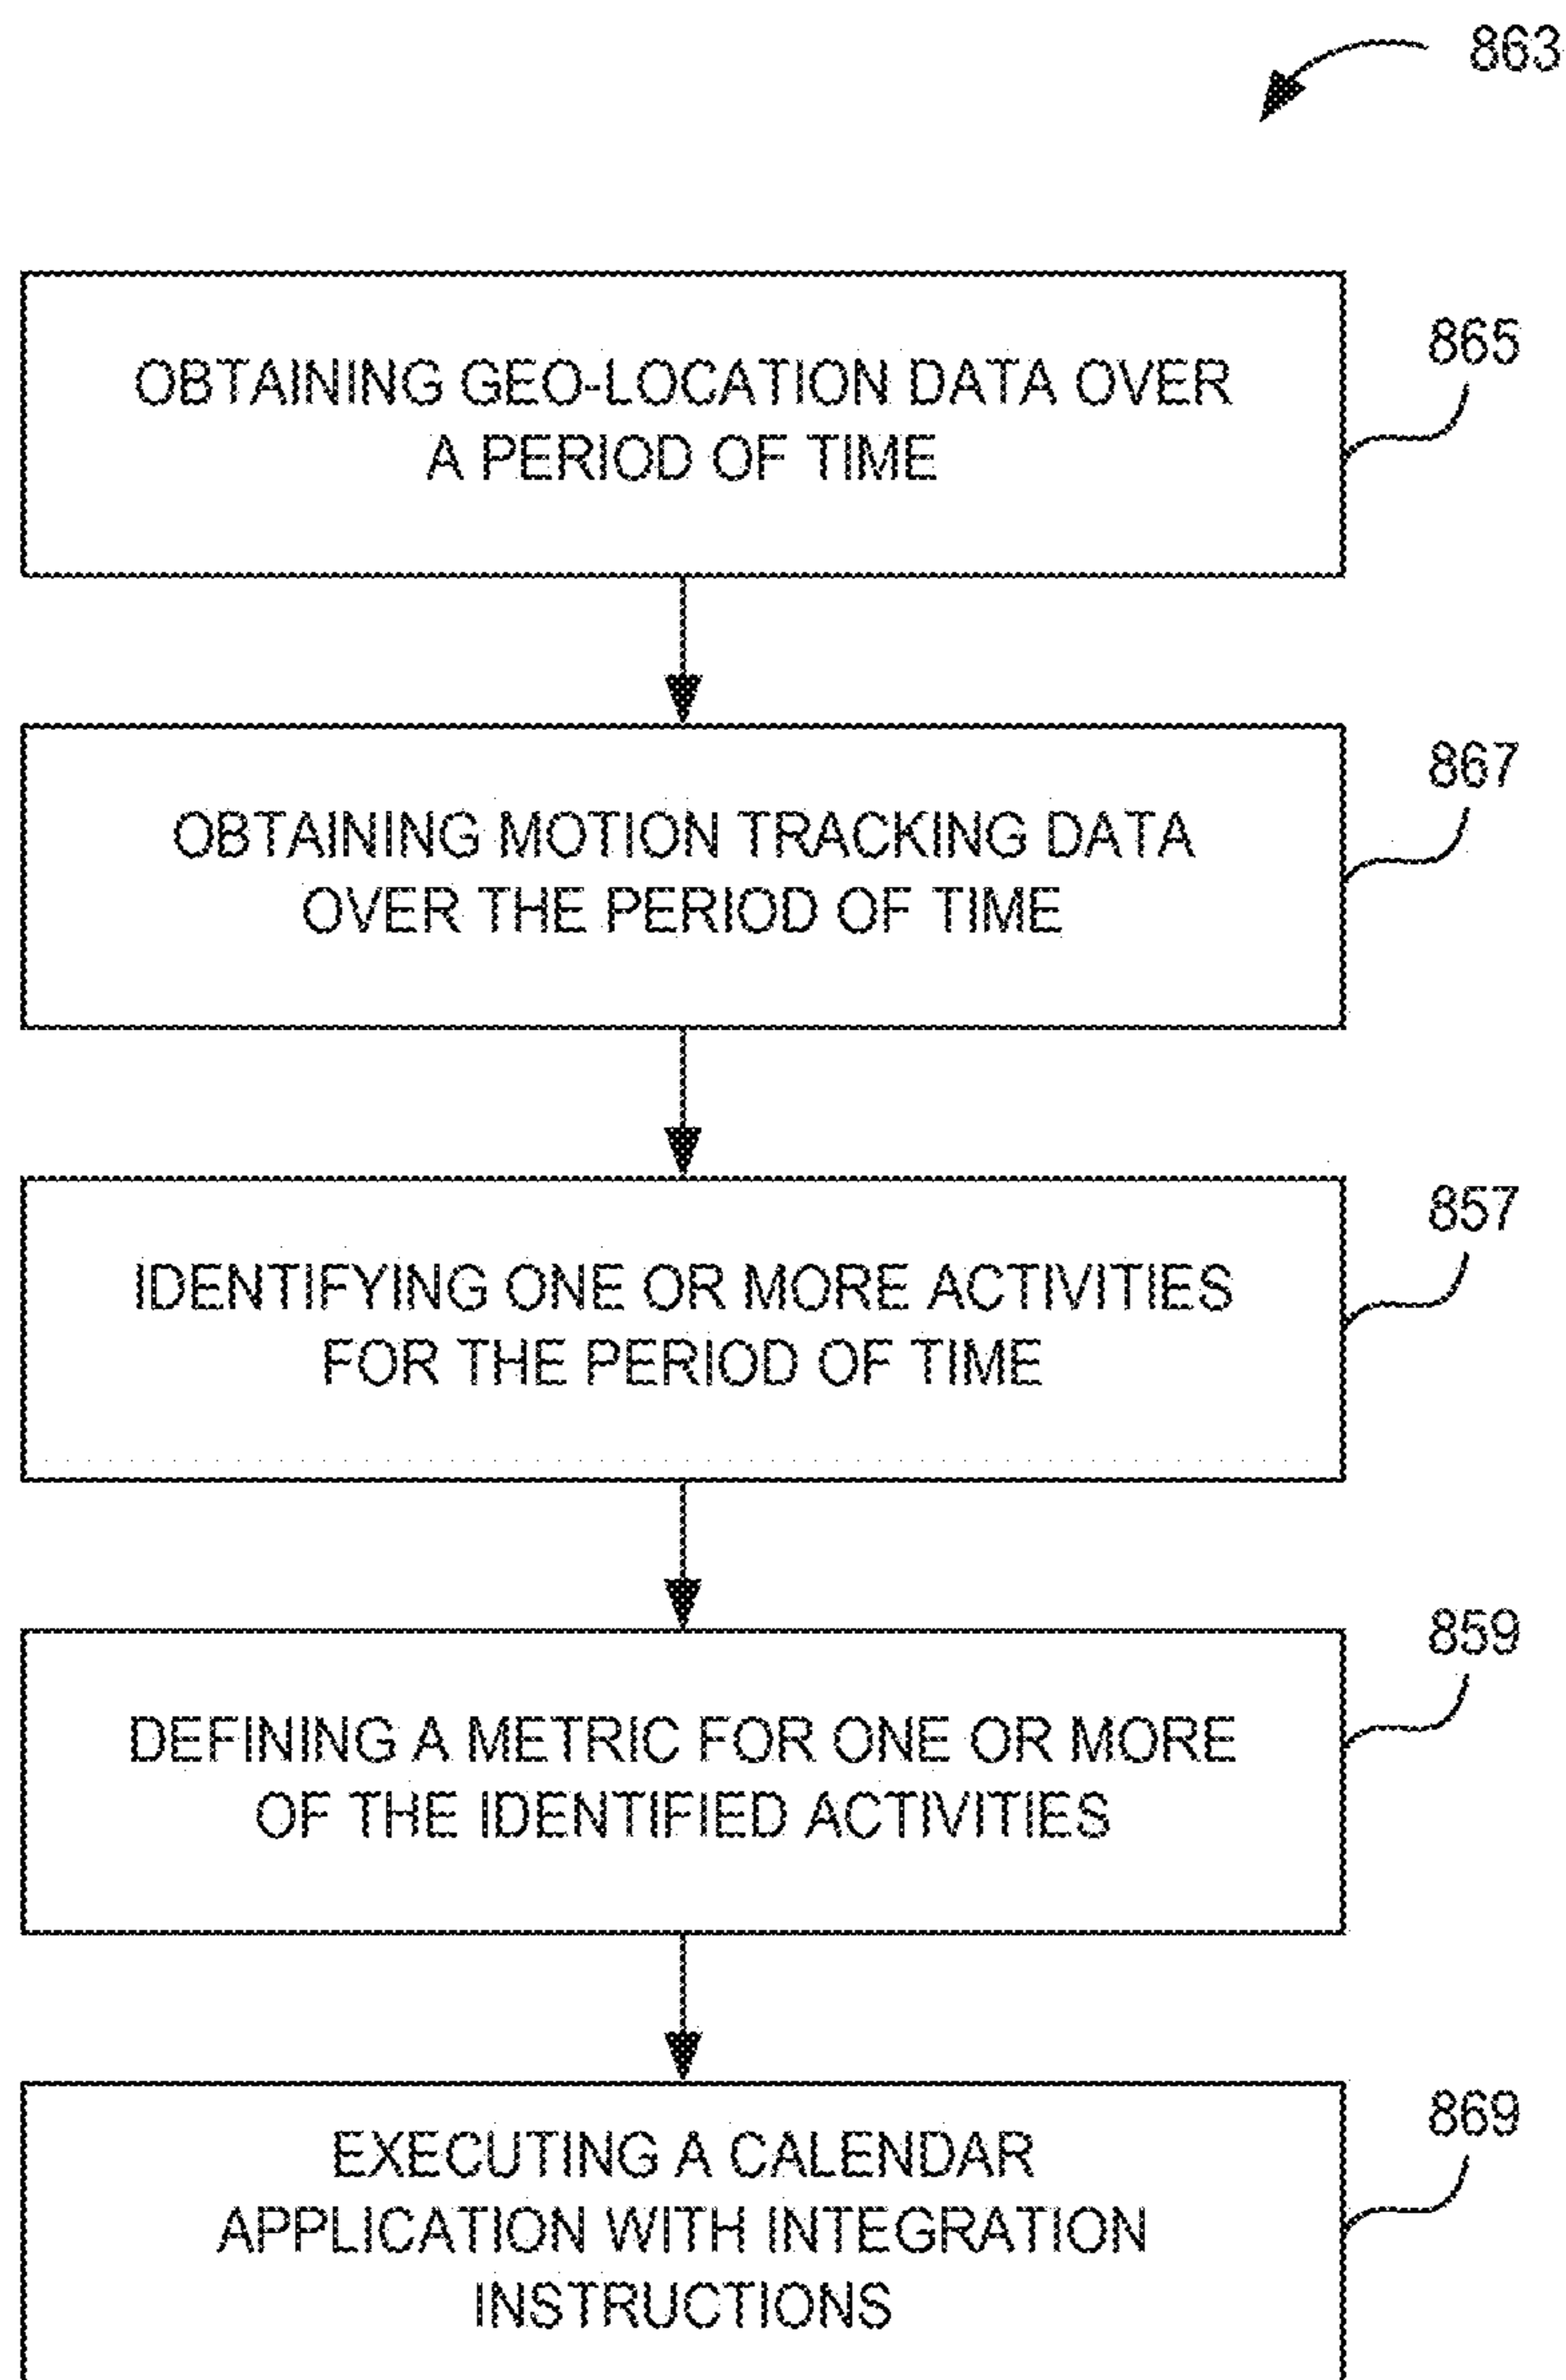 863
OBTAINING GEO-LOCATION DATA OVER
A PERIOD OF TIME
865
OBTAINING MOTION TRACKING DATA
OVER THE PERIOD OF TIME
867
IDENTIFYING ONE OR MORE ACTIVITIES
FOR THE PERIOD OF TIME
857
DEFINING A METRIC FOR ONE OR MORE
OF THE IDENTIFIED ACTIVITIES
859
EXECUTING A CALENDAR
APPLICATION WITH INTEGRATION
INSTRUCTIONS
869